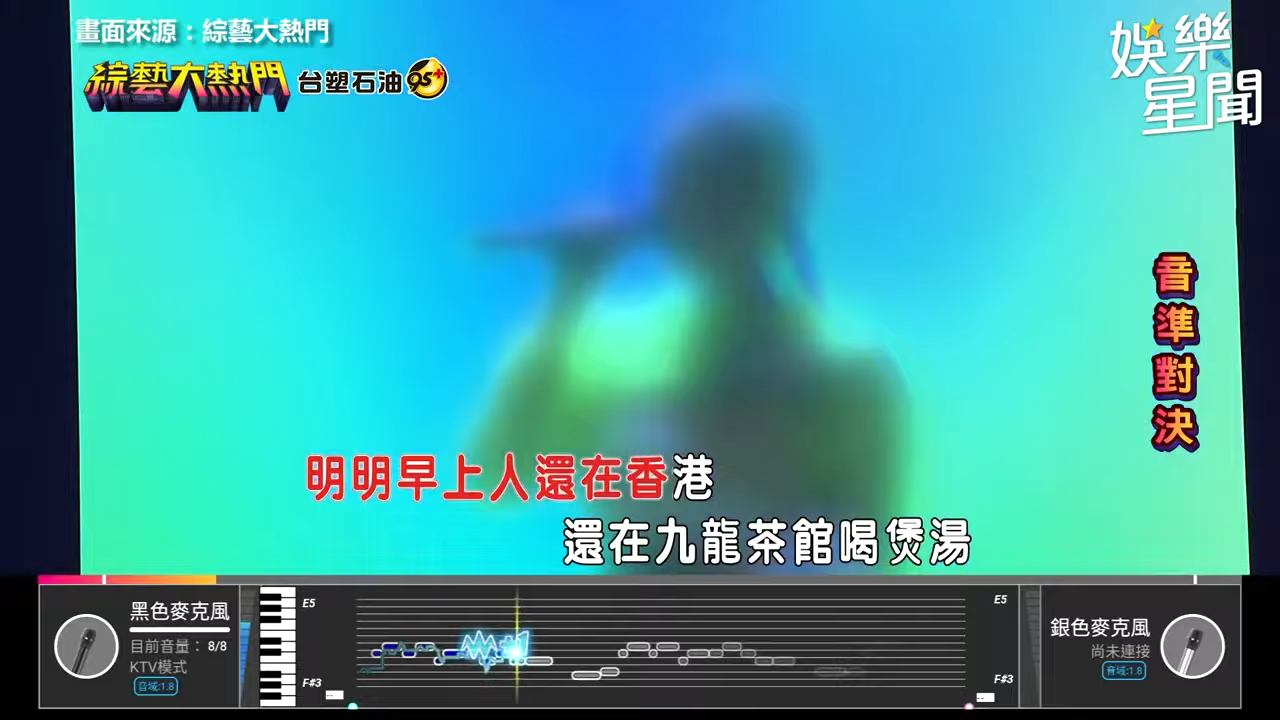 畫面來源：綜藝大熱門
綜藝大熱門 台塑石油 95+
娛樂
星聞
音準對決
明明早上人還在香港
還在九龍茶館喝煲湯
黑色麥克風
目前音量： 8/8
KTV模式
音域:1.8
E5
F#3
--
+1
E5
F#3
--
銀色麥克風
尚未連接
音域:1.8